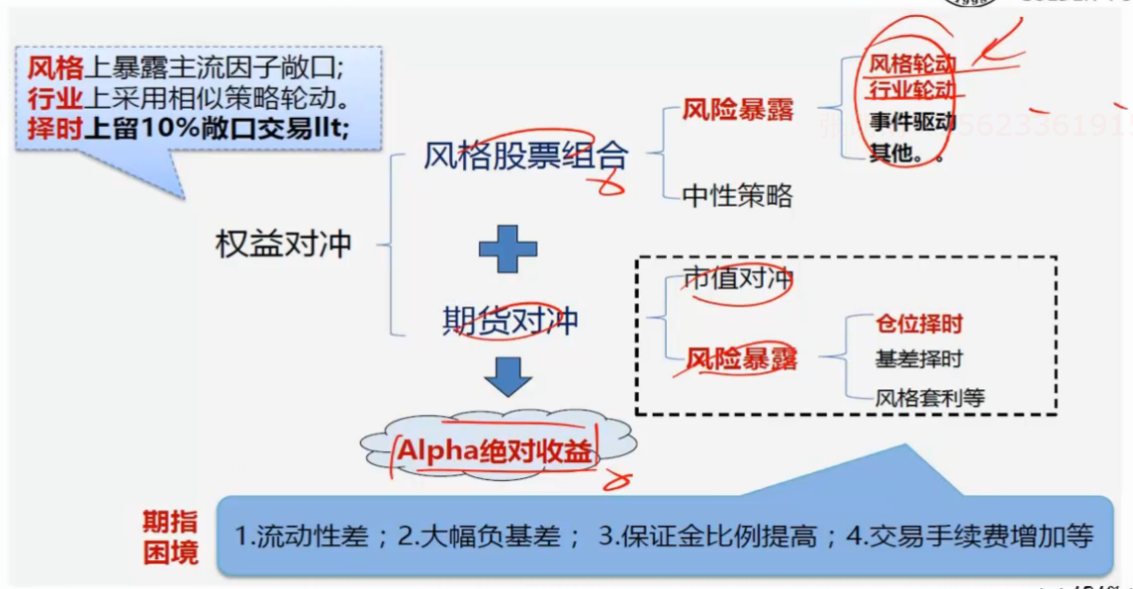 风格上暴露主流因子敞口;
行业上采用相似策略轮动。
择时上留10%敞口交易llt;
权益对冲
风格股票组合
风险暴露
风格轮动
行业轮动
事件驱动
其他。。
中性策略
期货对冲
市值对冲
风险暴露
仓位择时
基差择时
风格套利等
Alpha绝对收益
期指
困境
1.流动性差；2.大幅负基差； 3.保证金比例提高；4.交易手续费增加等